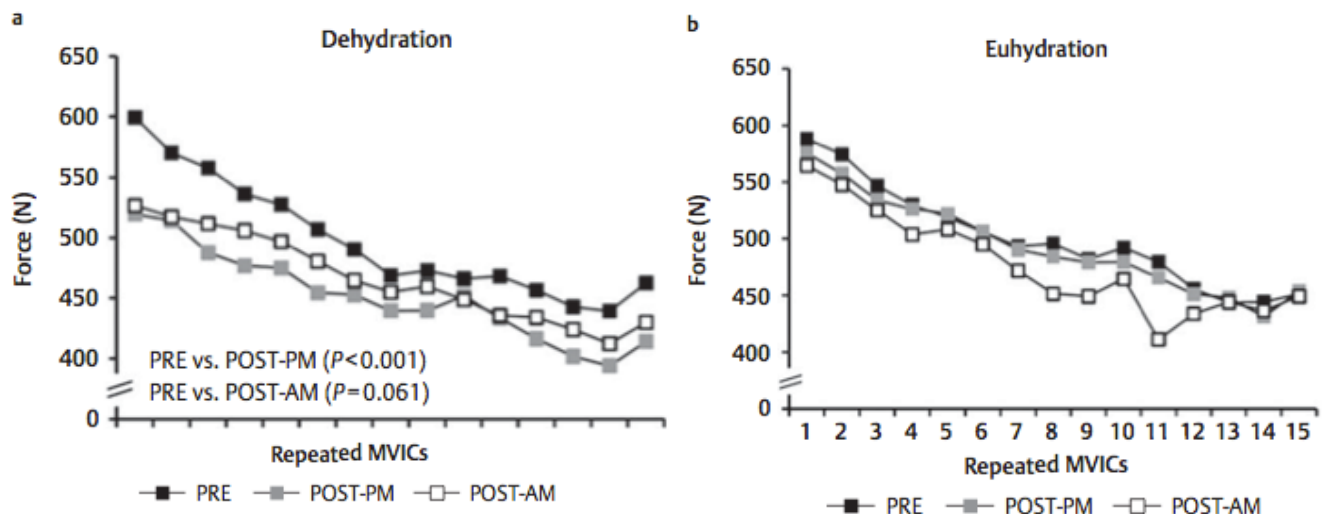 a
Dehydration
650
600
550
500
450
400
0
Force (N)
PRE vs. POST-PM (P<0.001)
PRE vs. POST-AM (P=0.061)
Repeated MVICs
PRE POST-PM POST-AM
b
Euhydration
650
600
550
500
450
400
0
Force (N)
1 2 3 4 5 6 7 8 9 10 11 12 13 14 15
Repeated MVICs
PRE POST-PM POST-AM